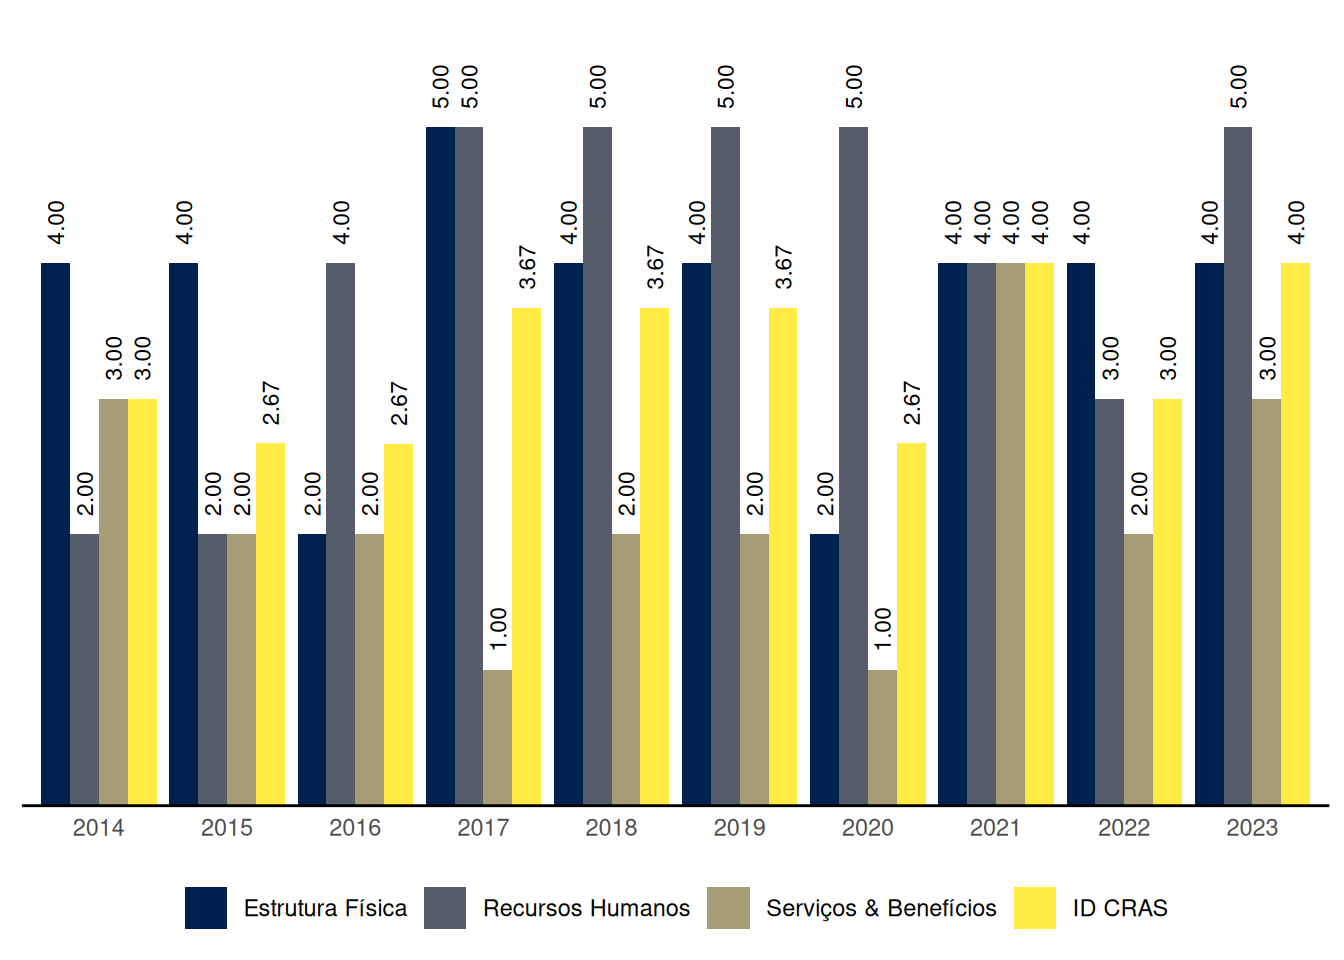 5.00 5.00 5.00 5.00 5.00 5.00
4.00 4.00 4.00 4.00 4.00 4.00 4.00 4.00 4.00 4.00 4.00 4.00
3.67 3.67 3.67
3.00 3.00 3.00 3.00 3.00
2.67 2.67 2.67
2.00 2.00 2.00 2.00 2.00 2.00 2.00 2.00 2.00
1.00 1.00
2014 2015 2016 2017 2018 2019 2020 2021 2022 2023
Estrutura Física Recursos Humanos Serviços & Benefícios ID CRAS